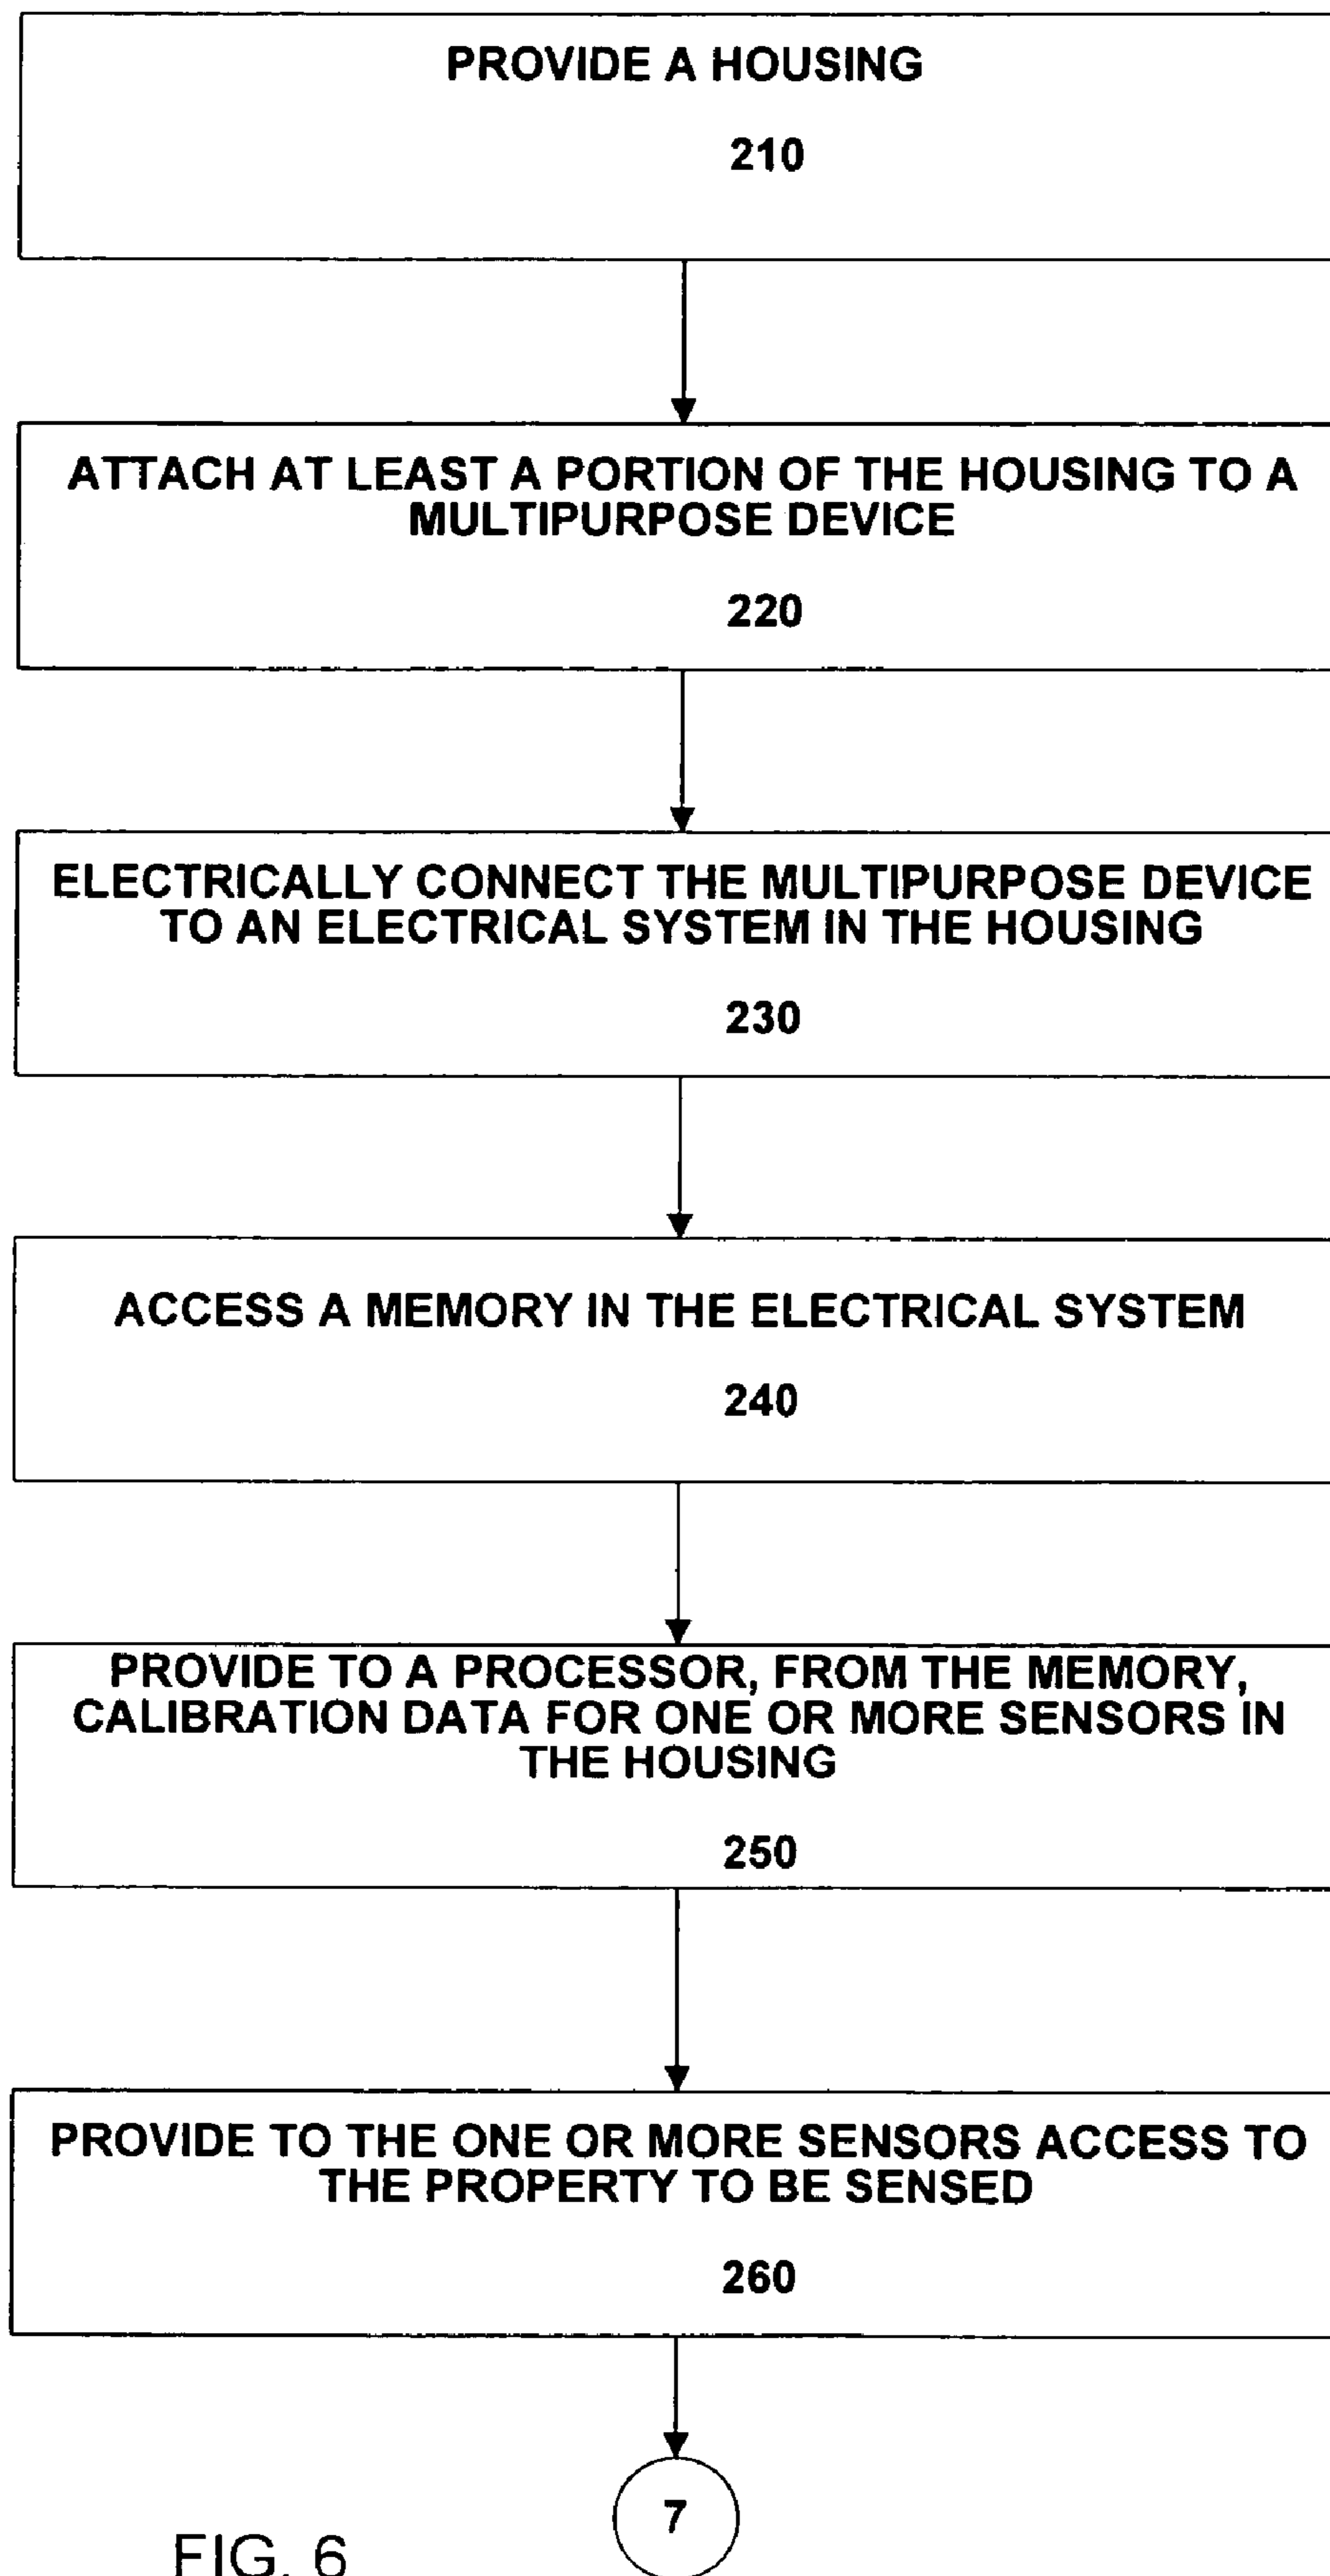 PROVIDE A HOUSING
210
ATTACH AT LEAST A PORTION OF THE HOUSING TO A
MULTIPURPOSE DEVICE
220
ELECTRICALLY CONNECT THE MULTIPURPOSE DEVICE
TO AN ELECTRICAL SYSTEM IN THE HOUSING
230
ACCESS A MEMORY IN THE ELECTRICAL SYSTEM
240
PROVIDE TO A PROCESSOR, FROM THE MEMORY,
CALIBRATION DATA FOR ONE OR MORE SENSORS IN
THE HOUSING
250
PROVIDE TO THE ONE OR MORE SENSORS ACCESS TO
THE PROPERTY TO BE SENSED
260
7
FIG. 6